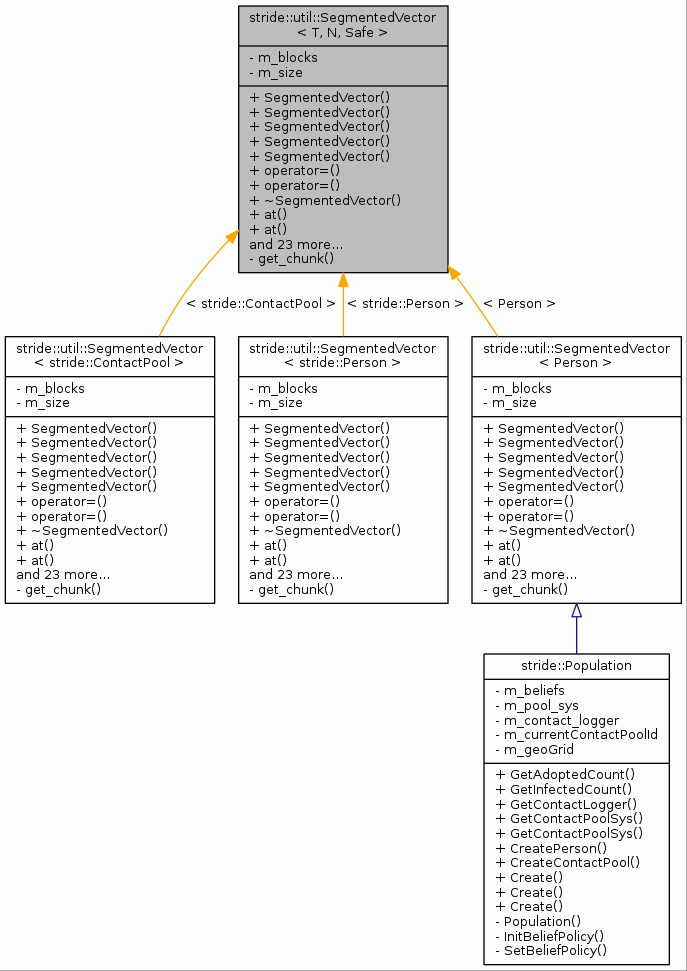 stride::util::SegmentedVector
< T, N, Safe >
- m_blocks
- m_size
+ SegmentedVector()
+ SegmentedVector()
+ SegmentedVector()
+ SegmentedVector()
+ SegmentedVector()
+ operator=()
+ operator=()
+ ~SegmentedVector()
+ at()
+ at()
and 23 more...
- get_chunk()
< stride::ContactPool >
< stride::Person >
< Person >
stride::util::SegmentedVector
< stride::ContactPool >
- m_blocks
- m_size
+ SegmentedVector()
+ SegmentedVector()
+ SegmentedVector()
+ SegmentedVector()
+ SegmentedVector()
+ operator=()
+ operator=()
+ ~SegmentedVector()
+ at()
+ at()
and 23 more...
- get_chunk()
stride::util::SegmentedVector
< stride::Person >
- m_blocks
- m_size
+ SegmentedVector()
+ SegmentedVector()
+ SegmentedVector()
+ SegmentedVector()
+ SegmentedVector()
+ operator=()
+ operator=()
+ ~SegmentedVector()
+ at()
+ at()
and 23 more...
- get_chunk()
stride::util::SegmentedVector
< Person >
- m_blocks
- m_size
+ SegmentedVector()
+ SegmentedVector()
+ SegmentedVector()
+ SegmentedVector()
+ SegmentedVector()
+ operator=()
+ operator=()
+ ~SegmentedVector()
+ at()
+ at()
and 23 more...
- get_chunk()
stride::Population
- m_beliefs
- m_pool_sys
- m_contact_logger
- m_currentContactPoolId
- m_geoGrid
+ GetAdoptedCount()
+ GetInfectedCount()
+ GetContactLogger()
+ GetContactPoolSys()
+ GetContactPoolSys()
+ CreatePerson()
+ CreateContactPool()
+ Create()
+ Create()
+ Create()
- Population()
- InitBeliefPolicy()
- SetBeliefPolicy()